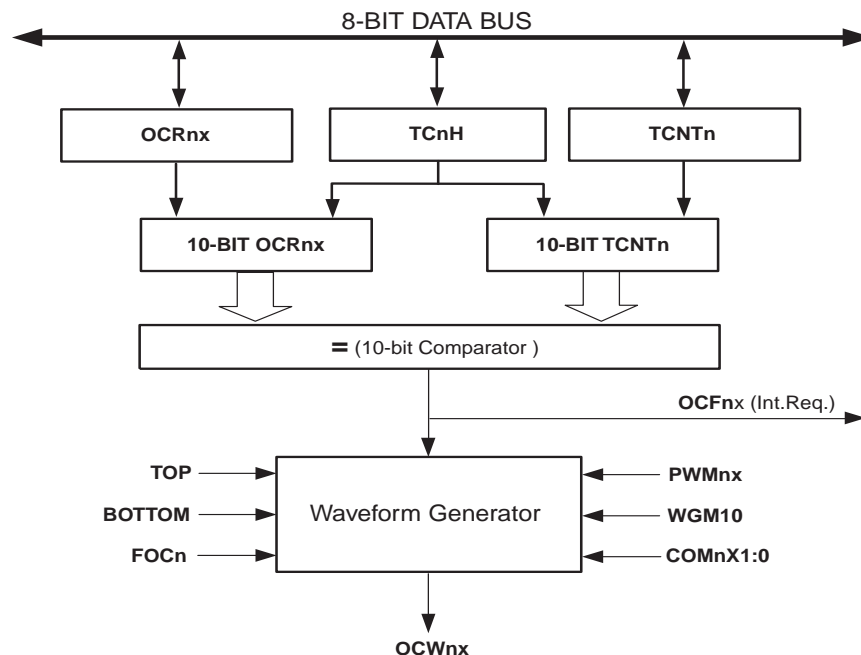 8-BIT DATA BUS
OCRnx
TCnH
TCNTn
10-BIT OCRnx
10-BIT TCNTn
= (10-bit Comparator )
OCFnx (Int.Req.)
TOP
PWMnx
BOTTOM
Waveform Generator
WGM10
FOCn
COMnX1:0
OCWnx